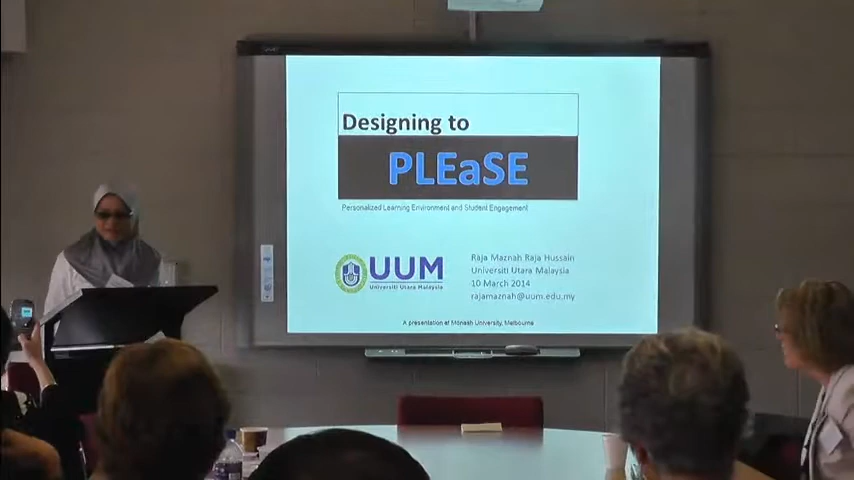 Designing to
PLEaSE
Personalized Learning Environment and Student Engagement
UUM
Universiti Utara Malaysia
Raja Maznah Raja Hussain
Universiti Utara Malaysia
10 March 2014
rajamaznah@uum.edu.my
A presentation at Monash University, Melbourne